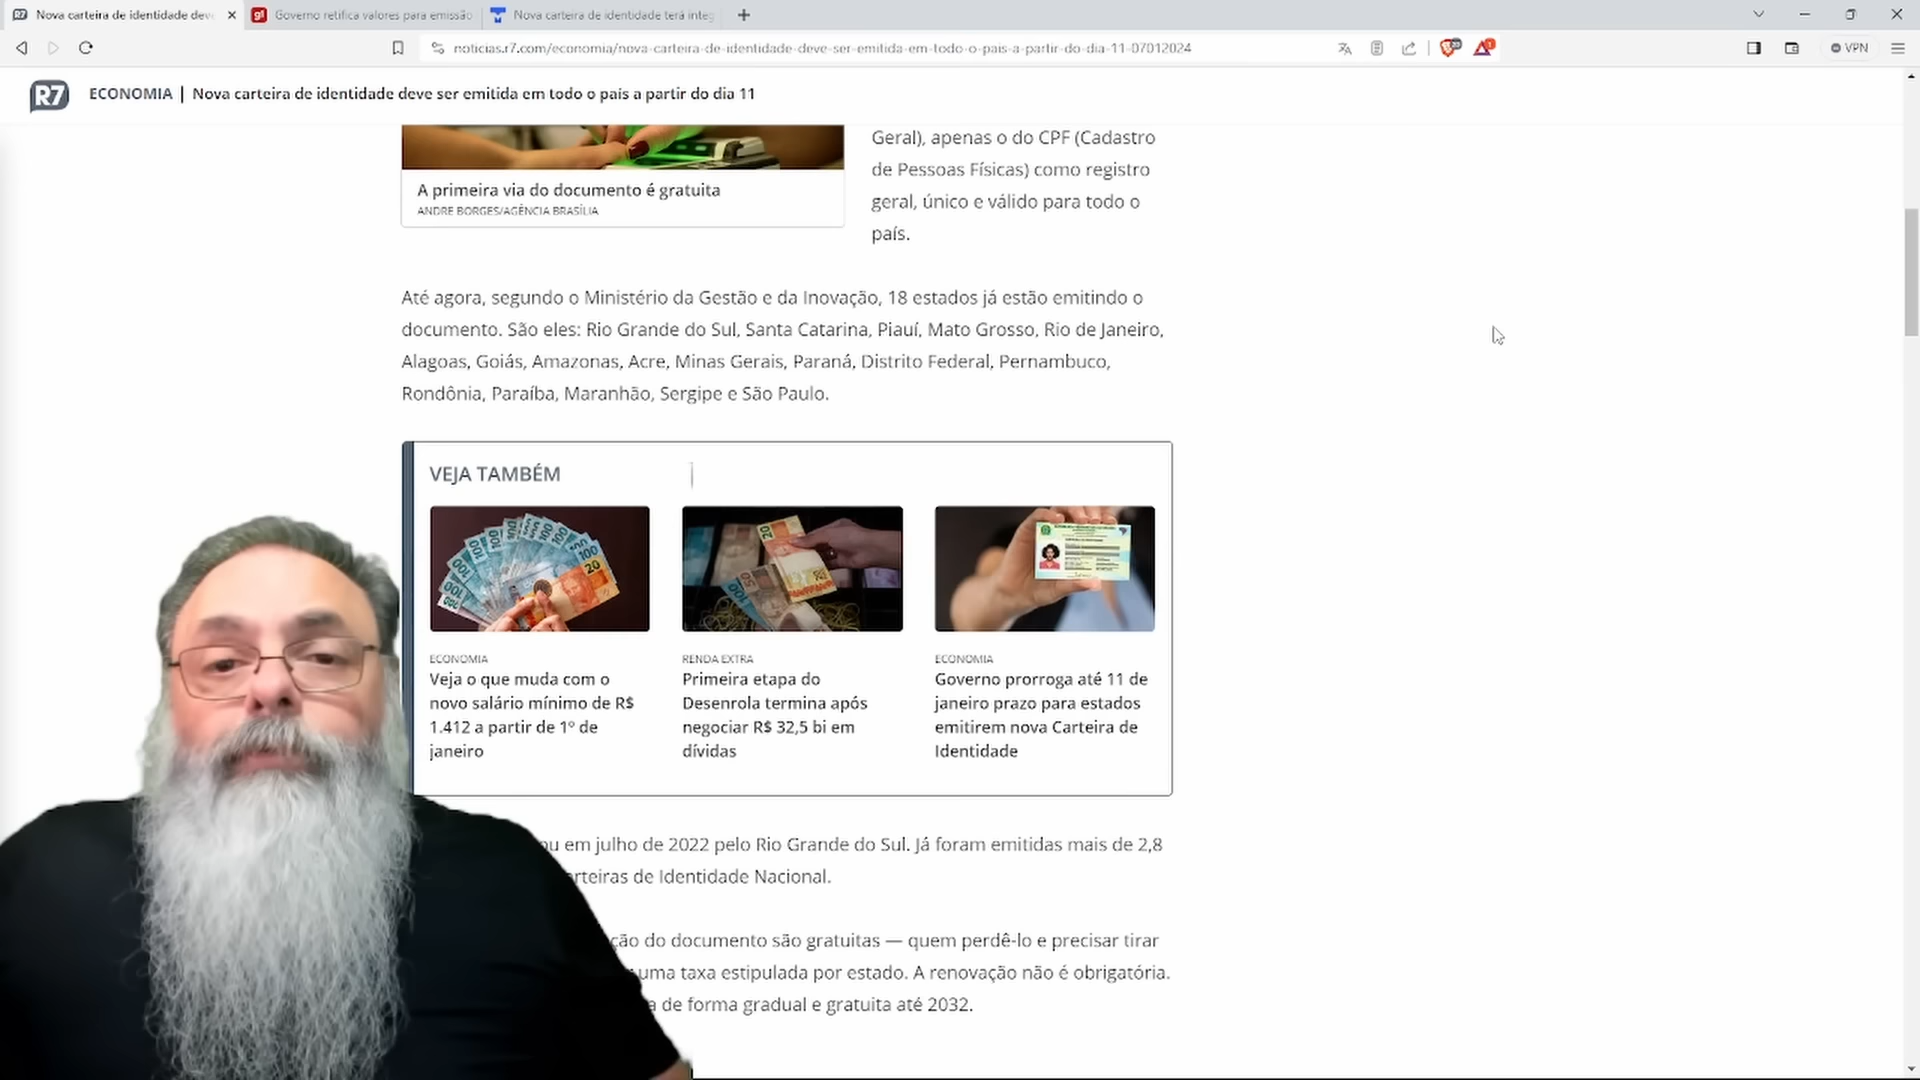 Nova carteira de identidade deve
Governo retifica valores para emissão
Nova carteira de identidade terá integ
noticias.r7.com/economia/nova-carteira-de-identidade-deve-ser-emitida-em-todo-o-pais-a-partir-do-dia-11-07012024
VPN
R7 ECONOMIA | Nova carteira de identidade deve ser emitida em todo o país a partir do dia 11
A primeira via do documento é gratuita
ANDRE BORGES/AGÊNCIA BRASÍLIA
Geral), apenas o do CPF (Cadastro
de Pessoas Físicas) como registro
geral, único e válido para todo o
país.
Até agora, segundo o Ministério da Gestão e da Inovação, 18 estados já estão emitindo o
documento. São eles: Rio Grande do Sul, Santa Catarina, Piauí, Mato Grosso, Rio de Janeiro,
Alagoas, Goiás, Amazonas, Acre, Minas Gerais, Paraná, Distrito Federal, Pernambuco,
Rondônia, Paraíba, Maranhão, Sergipe e São Paulo.
VEJA TAMBÉM
ECONOMIA
Veja o que muda com o
novo salário mínimo de R$
1.412 a partir de 1º de
janeiro
RENDA EXTRA
Primeira etapa do
Desenrola termina após
negociar R$ 32,5 bi em
dívidas
ECONOMIA
Governo prorroga até 11 de
janeiro prazo para estados
emitirem nova Carteira de
Identidade
em julho de 2022 pelo Rio Grande do Sul. Já foram emitidas mais de 2,8
rteiras de Identidade Nacional.
ção do documento são gratuitas — quem perdê-lo e precisar tirar
uma taxa estipulada por estado. A renovação não é obrigatória.
de forma gradual e gratuita até 2032.